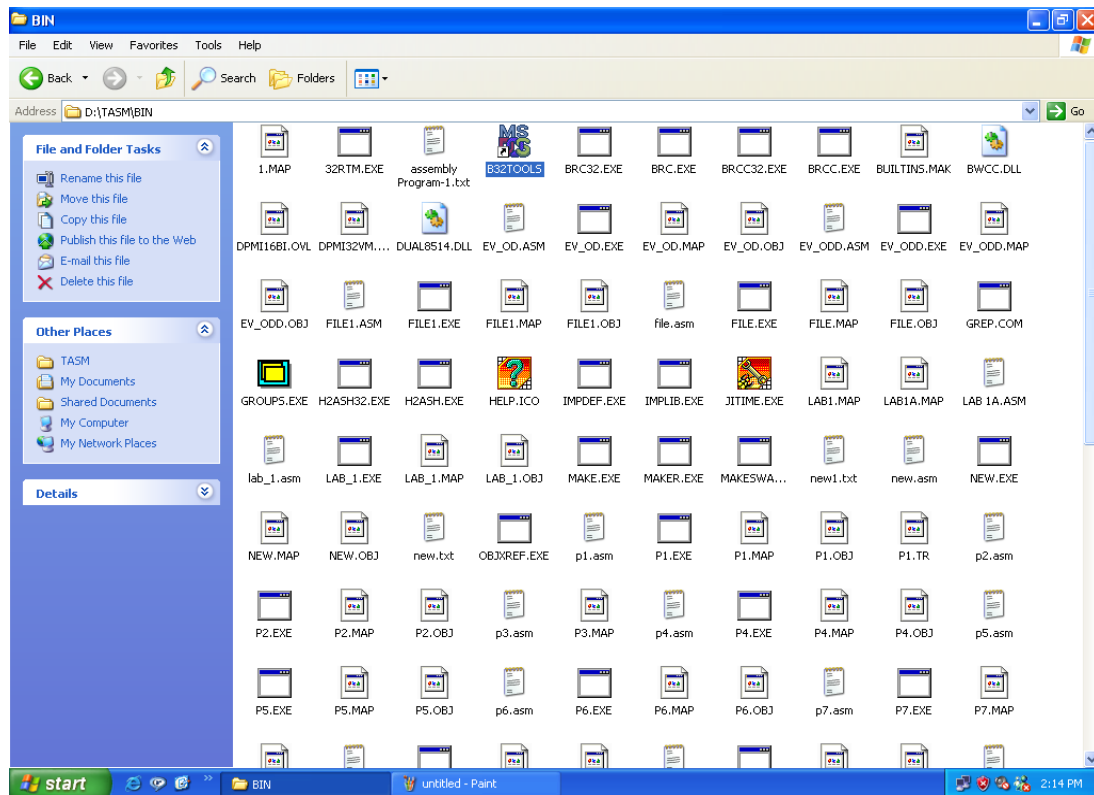 BIN
File Edit View Favorites Tools Help
Back Search Folders
Address D:\TASM\BIN Go
File and Folder Tasks
Rename this file
Move this file
Copy this file
Publish this file to the Web
E-mail this file
Delete this file
Other Places
TASM
My Documents
Shared Documents
My Computer
My Network Places
Details
1.MAP 32RTM.EXE assembly Program-1.txt B32TOOLS BRC32.EXE BRC.EXE BRCC32.EXE BRCC.EXE BUILTINS.MAK BWCC.DLL
DPMI16BI.OVL DPMI32VM.... DUAL8514.DLL EV_OD.ASM EV_OD.EXE EV_OD.MAP EV_OD.OBJ EV_ODD.ASM EV_ODD.EXE EV_ODD.MAP
EV_ODD.OBJ FILE1.ASM FILE1.EXE FILE1.MAP FILE1.OBJ file.asm FILE.EXE FILE.MAP FILE.OBJ GREP.COM
GROUPS.EXE H2ASH32.EXE H2ASH.EXE HELP.ICO IMPDEF.EXE IMPLIB.EXE JITIME.EXE LAB1.MAP LAB1A.MAP LAB 1A.ASM
lab_1.asm LAB_1.EXE LAB_1.MAP LAB_1.OBJ MAKE.EXE MAKER.EXE MAKESWA... new1.txt new.asm NEW.EXE
NEW.MAP NEW.OBJ new.txt OBJXREF.EXE p1.asm P1.EXE P1.MAP P1.OBJ P1.TR p2.asm
P2.EXE P2.MAP P2.OBJ p3.asm P3.MAP p4.asm P4.EXE P4.MAP P4.OBJ p5.asm
P5.EXE P5.MAP P5.OBJ p6.asm P6.EXE P6.MAP P6.OBJ p7.asm P7.EXE P7.MAP
start BIN untitled - Paint 2:14 PM